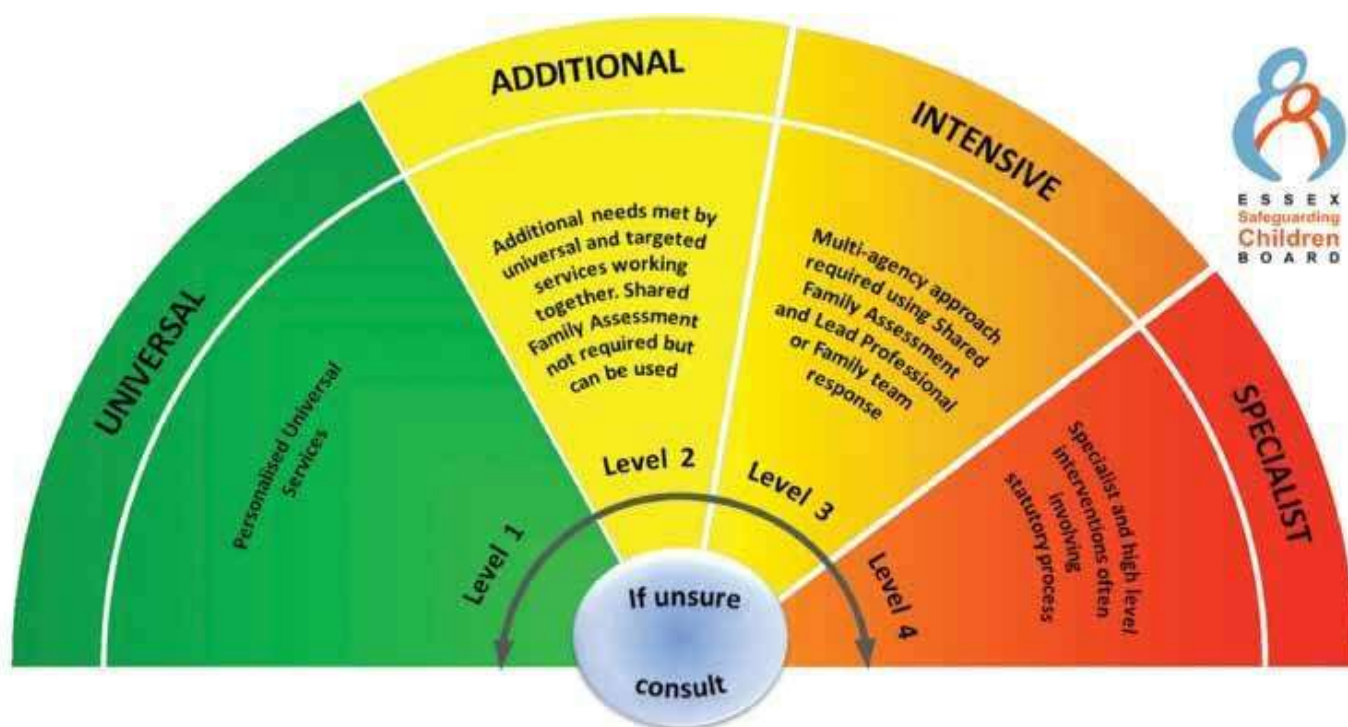 UNIVERSAL
Personalised Universal
Services
Level 1
ADDITIONAL
Additional needs met by
universal and targeted
services working
together. Shared
Family Assessment
not required but
can be used
Level 2
INTENSIVE
Multi-agency approach
required using Shared
Family Assessment
and Lead Professional
or Family team
response
Level 3
SPECIALIST
Specialist and high level
interventions often
involving
statutory process
Level 4
If unsure
consult
ESSEX
Safeguarding
Children
BOARD